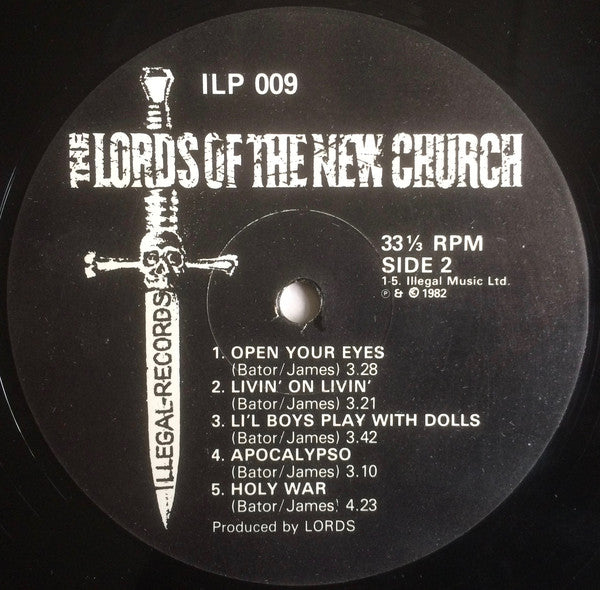 ILP 009
THE LORDS OF THE NEW CHURCH
33⅓ RPM
SIDE 2
1-5. Illegal Music Ltd.
℗ & © 1982
ILLEGAL-RECORDS
1. OPEN YOUR EYES
(Bator/James) 3.28
2. LIVIN' ON LIVIN'
(Bator/James) 3.21
3. LI'L BOYS PLAY WITH DOLLS
(Bator/James) 3.42
4. APOCALYPSO
(Bator/James) 3.10
5. HOLY WAR
(Bator/James) 4.23
Produced by LORDS